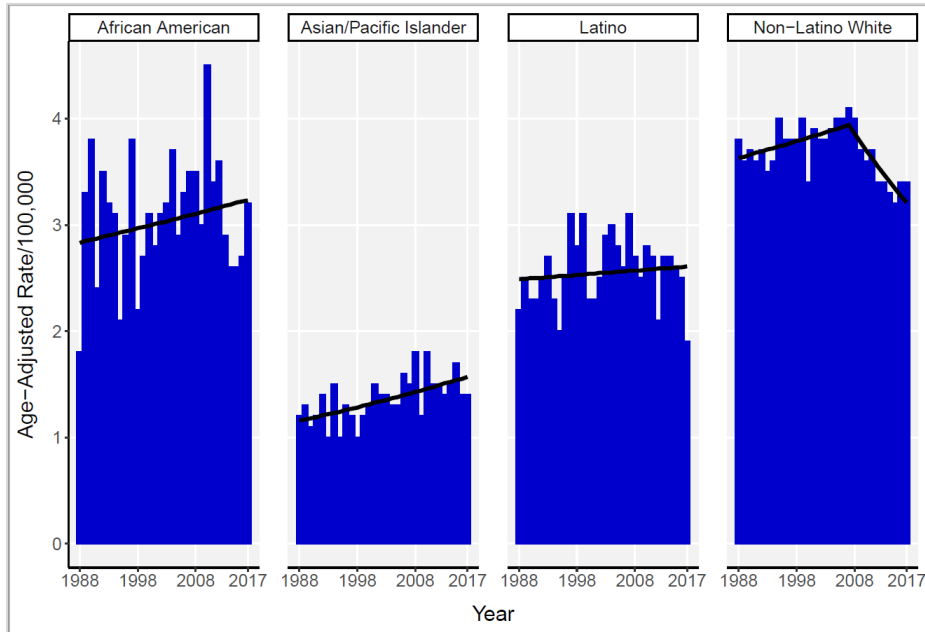 African American
Asian/Pacific Islander
Latino
Non−Latino White
Age−Adjusted Rate/100,000
4
3
2
1
0
1988 1998 2008 2017
1988 1998 2008 2017
1988 1998 2008 2017
1988 1998 2008 2017
Year